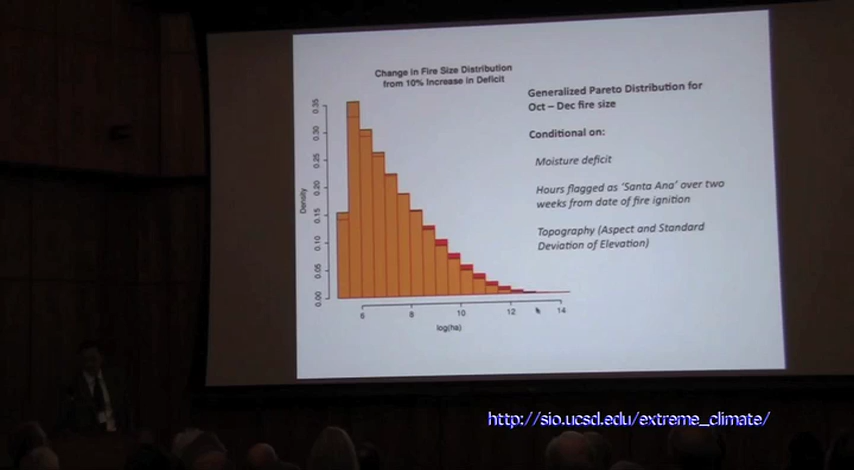 Change in Fire Size Distribution
from 10% Increase in Deficit
Generalized Pareto Distribution for
Oct – Dec fire size
Conditional on:
Moisture deficit
Hours flagged as ‘Santa Ana’ over two
weeks from date of fire ignition
Topography (Aspect and Standard
Deviation of Elevation)
Density
0.35
0.30
0.25
0.20
0.15
0.10
0.05
0.00
6 8 10 12 14
log(ha)
http://sio.ucsd.edu/extreme_climate/